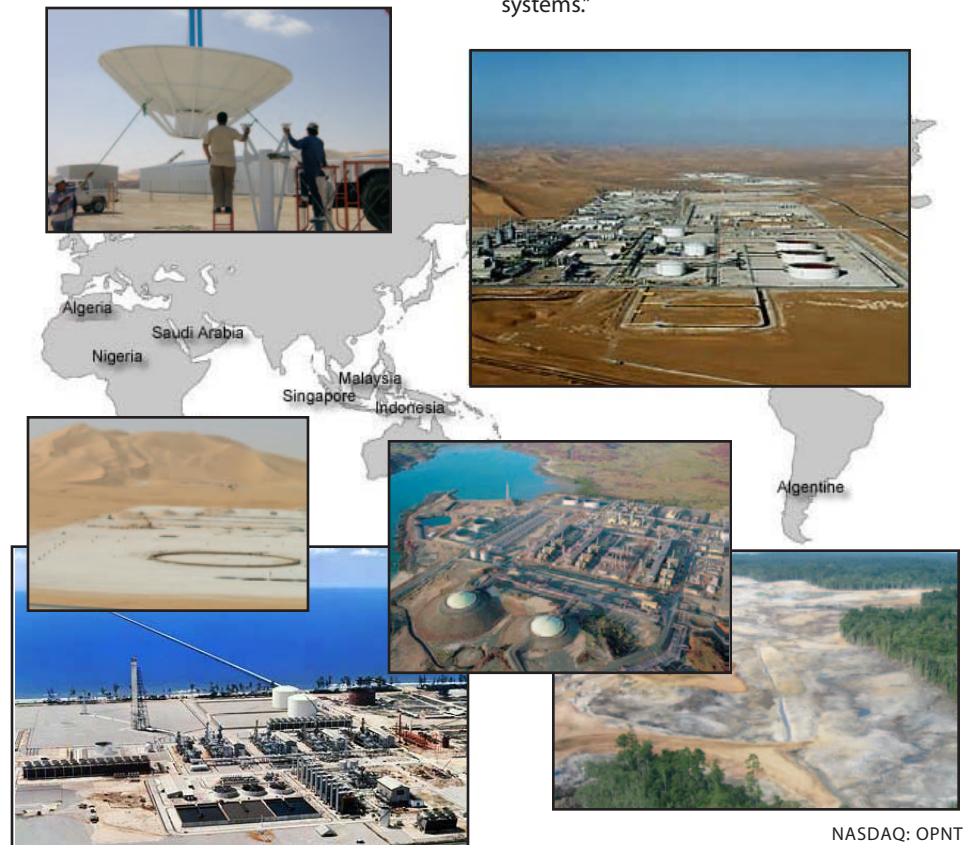 systems.”
Algeria
Saudi Arabia
Nigeria
Malaysia
Singapore
Indonesia
Algentine
NASDAQ: OPNT